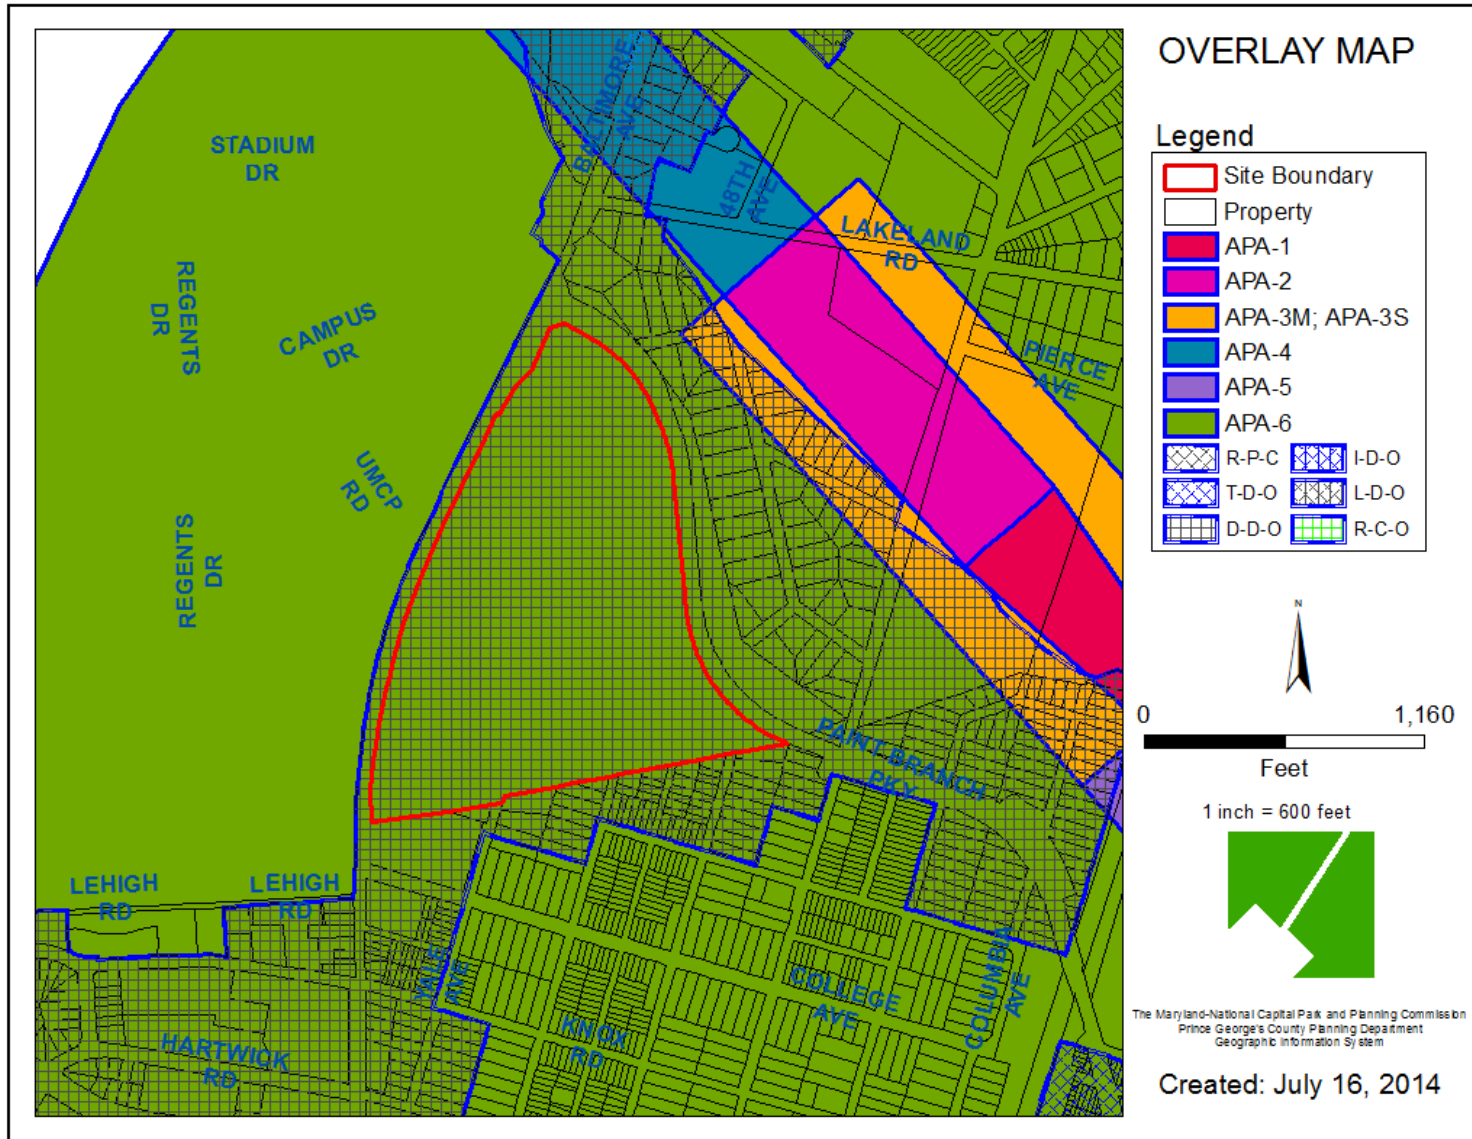 OVERLAY MAP
Legend
Site Boundary
Property
APA-1
APA-2
APA-3M; APA-3S
APA-4
APA-5
APA-6
R-P-C
I-D-O
T-D-O
L-D-O
D-D-O
R-C-O
N
0
1,160
Feet
1 inch = 600 feet
The Maryland-National Capital Park and Planning Commission
Prince George's County Planning Department
Geographic Information System
Created: July 16, 2014
BALTIMORE
AVE
STADIUM
DR
48TH
AVE
LAKELAND
RD
REGENTS
DR
CAMPUS
DR
PIERCE
AVE
UMCP
RD
REGENTS
DR
PAINT BRANCH
PKY
LEHIGH
RD
LEHIGH
RD
YALE
AVE
COLLEGE
AVE
COLUMBIA
AVE
KNOX
RD
HARTWICK
RD